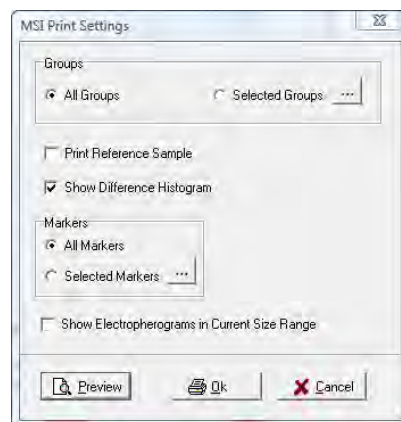 MSI Print Settings
Groups
All Groups Selected Groups ...
Print Reference Sample
Show Difference Histogram
Markers
All Markers
Selected Markers ...
Show Electropherograms in Current Size Range
Preview Ok Cancel